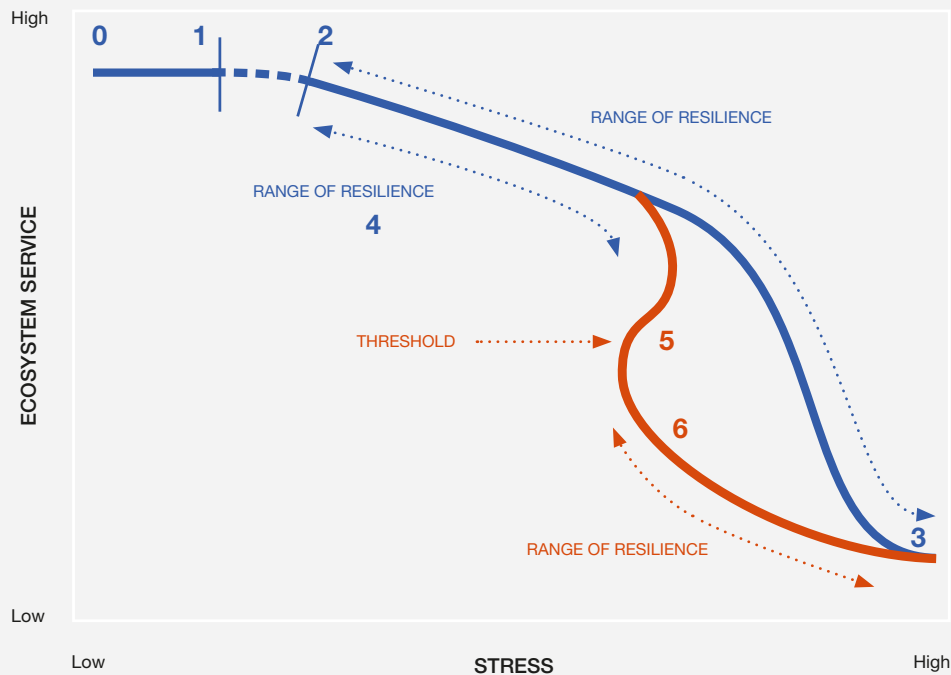 High
0 1 2
RANGE OF RESILIENCE
RANGE OF RESILIENCE
4
ECOSYSTEM SERVICE
THRESHOLD
5
6
3
RANGE OF RESILIENCE
Low
Low
STRESS
High